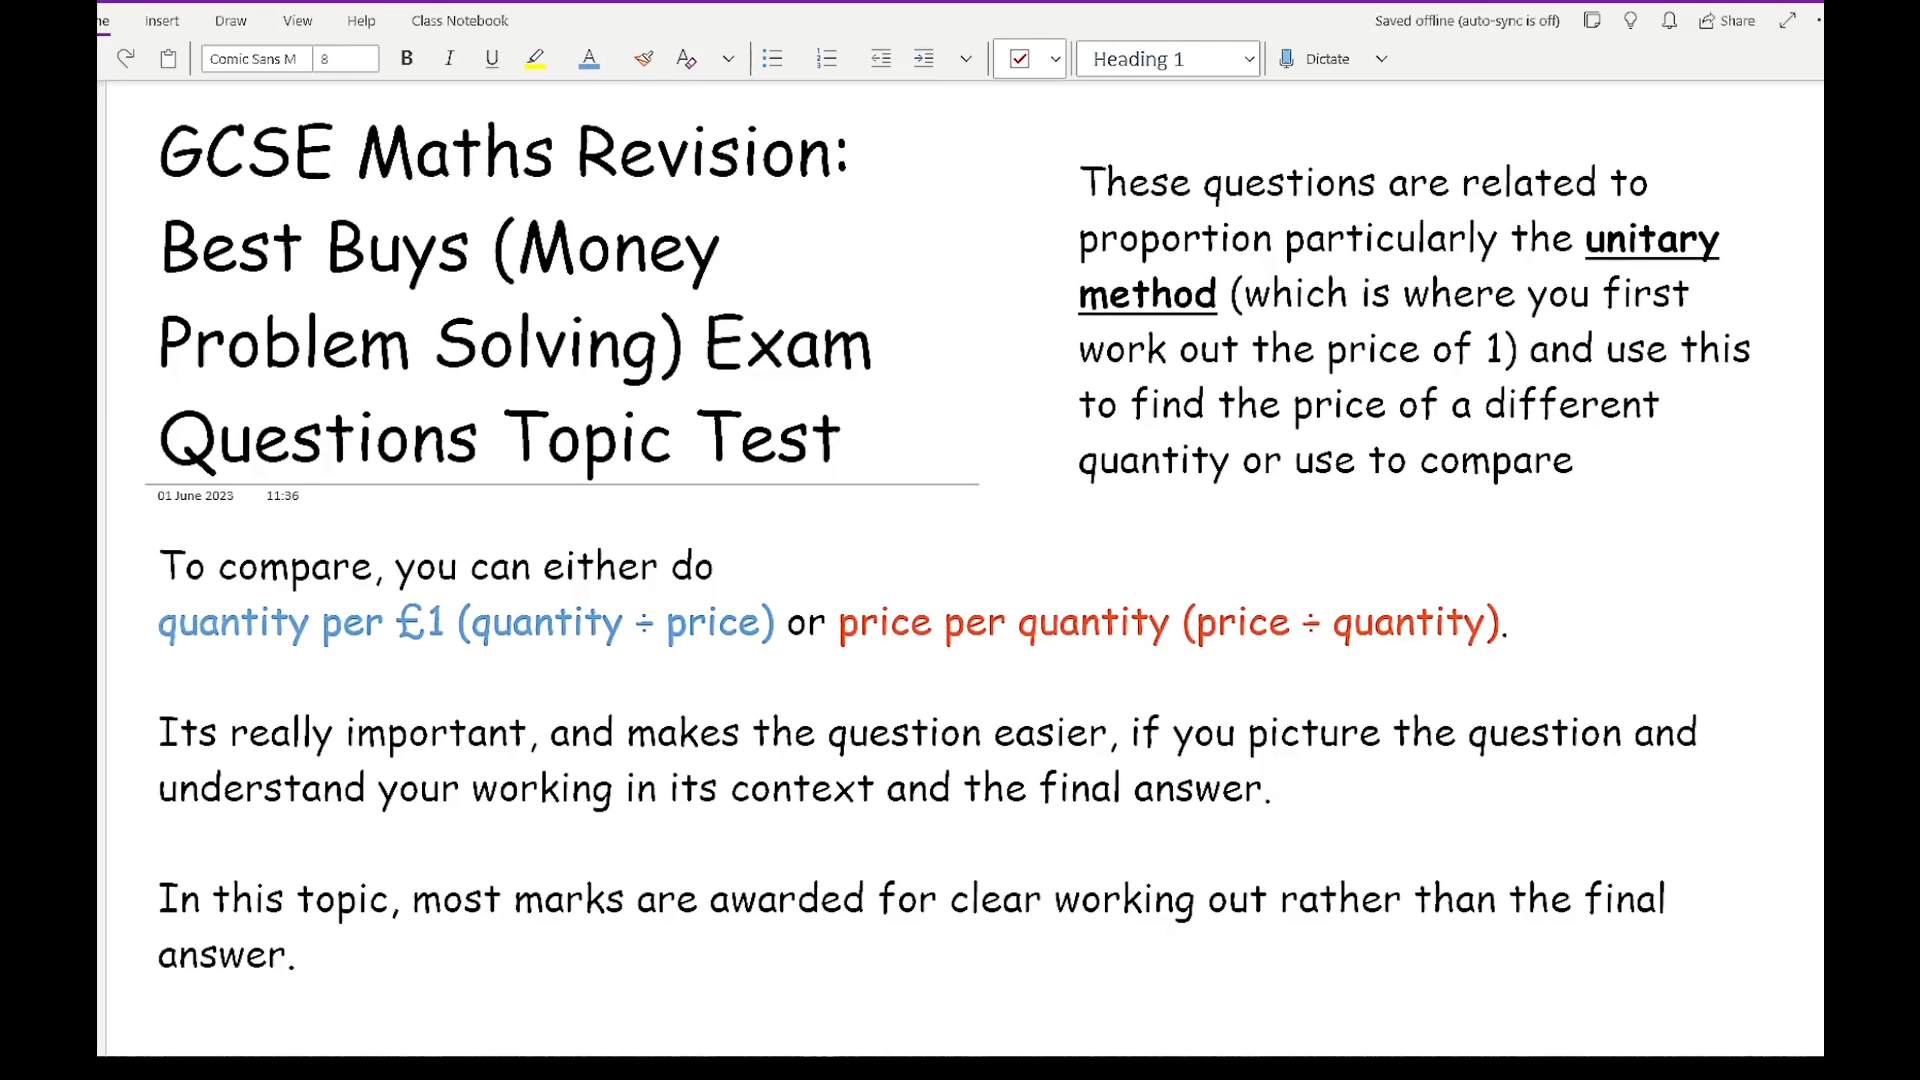 Insert Draw View Help Class Notebook Saved offline (auto-sync is off) Share
Comic Sans M 8 B I U A A Heading 1 Dictate
GCSE Maths Revision:
Best Buys (Money
Problem Solving) Exam
Questions Topic Test
01 June 2023 11:36
These questions are related to
proportion particularly the unitary
method (which is where you first
work out the price of 1) and use this
to find the price of a different
quantity or use to compare
To compare, you can either do
quantity per £1 (quantity ÷ price) or price per quantity (price ÷ quantity).
Its really important, and makes the question easier, if you picture the question and
understand your working in its context and the final answer.
In this topic, most marks are awarded for clear working out rather than the final
answer.